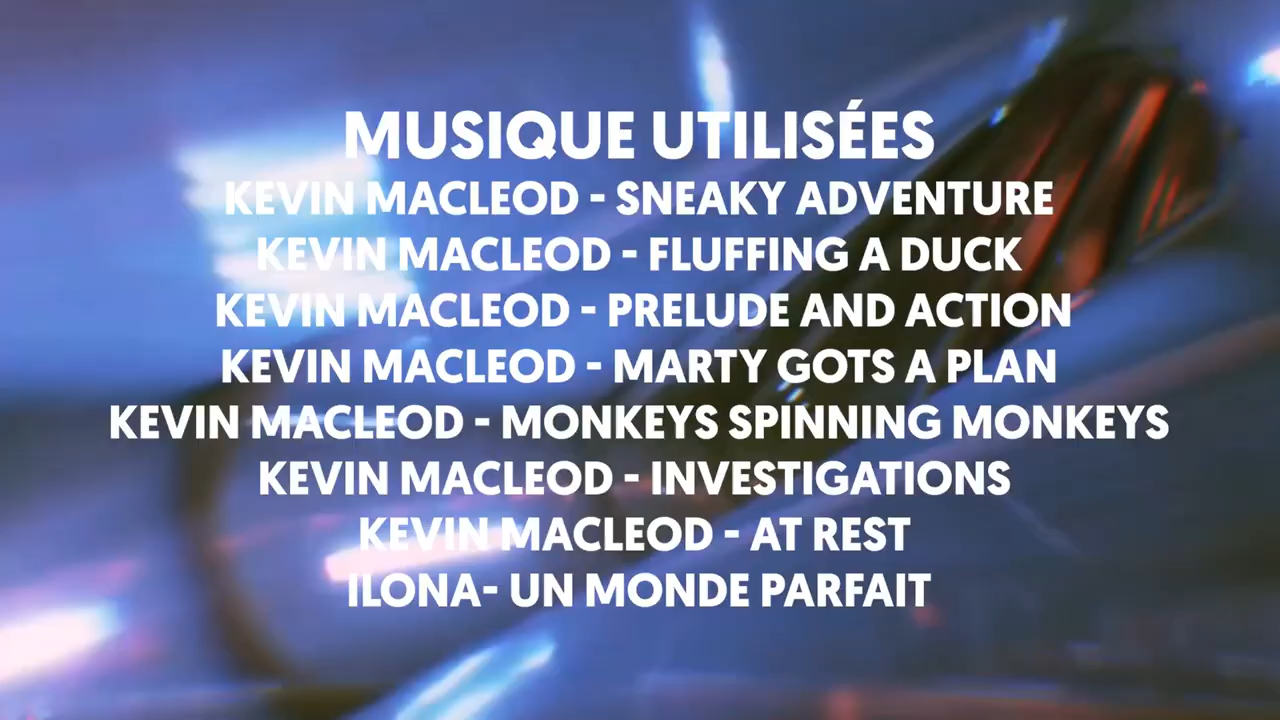 MUSIQUE UTILISÉES
KEVIN MACLEOD - SNEAKY ADVENTURE
KEVIN MACLEOD - FLUFFING A DUCK
KEVIN MACLEOD - PRELUDE AND ACTION
KEVIN MACLEOD - MARTY GOTS A PLAN
KEVIN MACLEOD - MONKEYS SPINNING MONKEYS
KEVIN MACLEOD - INVESTIGATIONS
KEVIN MACLEOD - AT REST
ILONA- UN MONDE PARFAIT